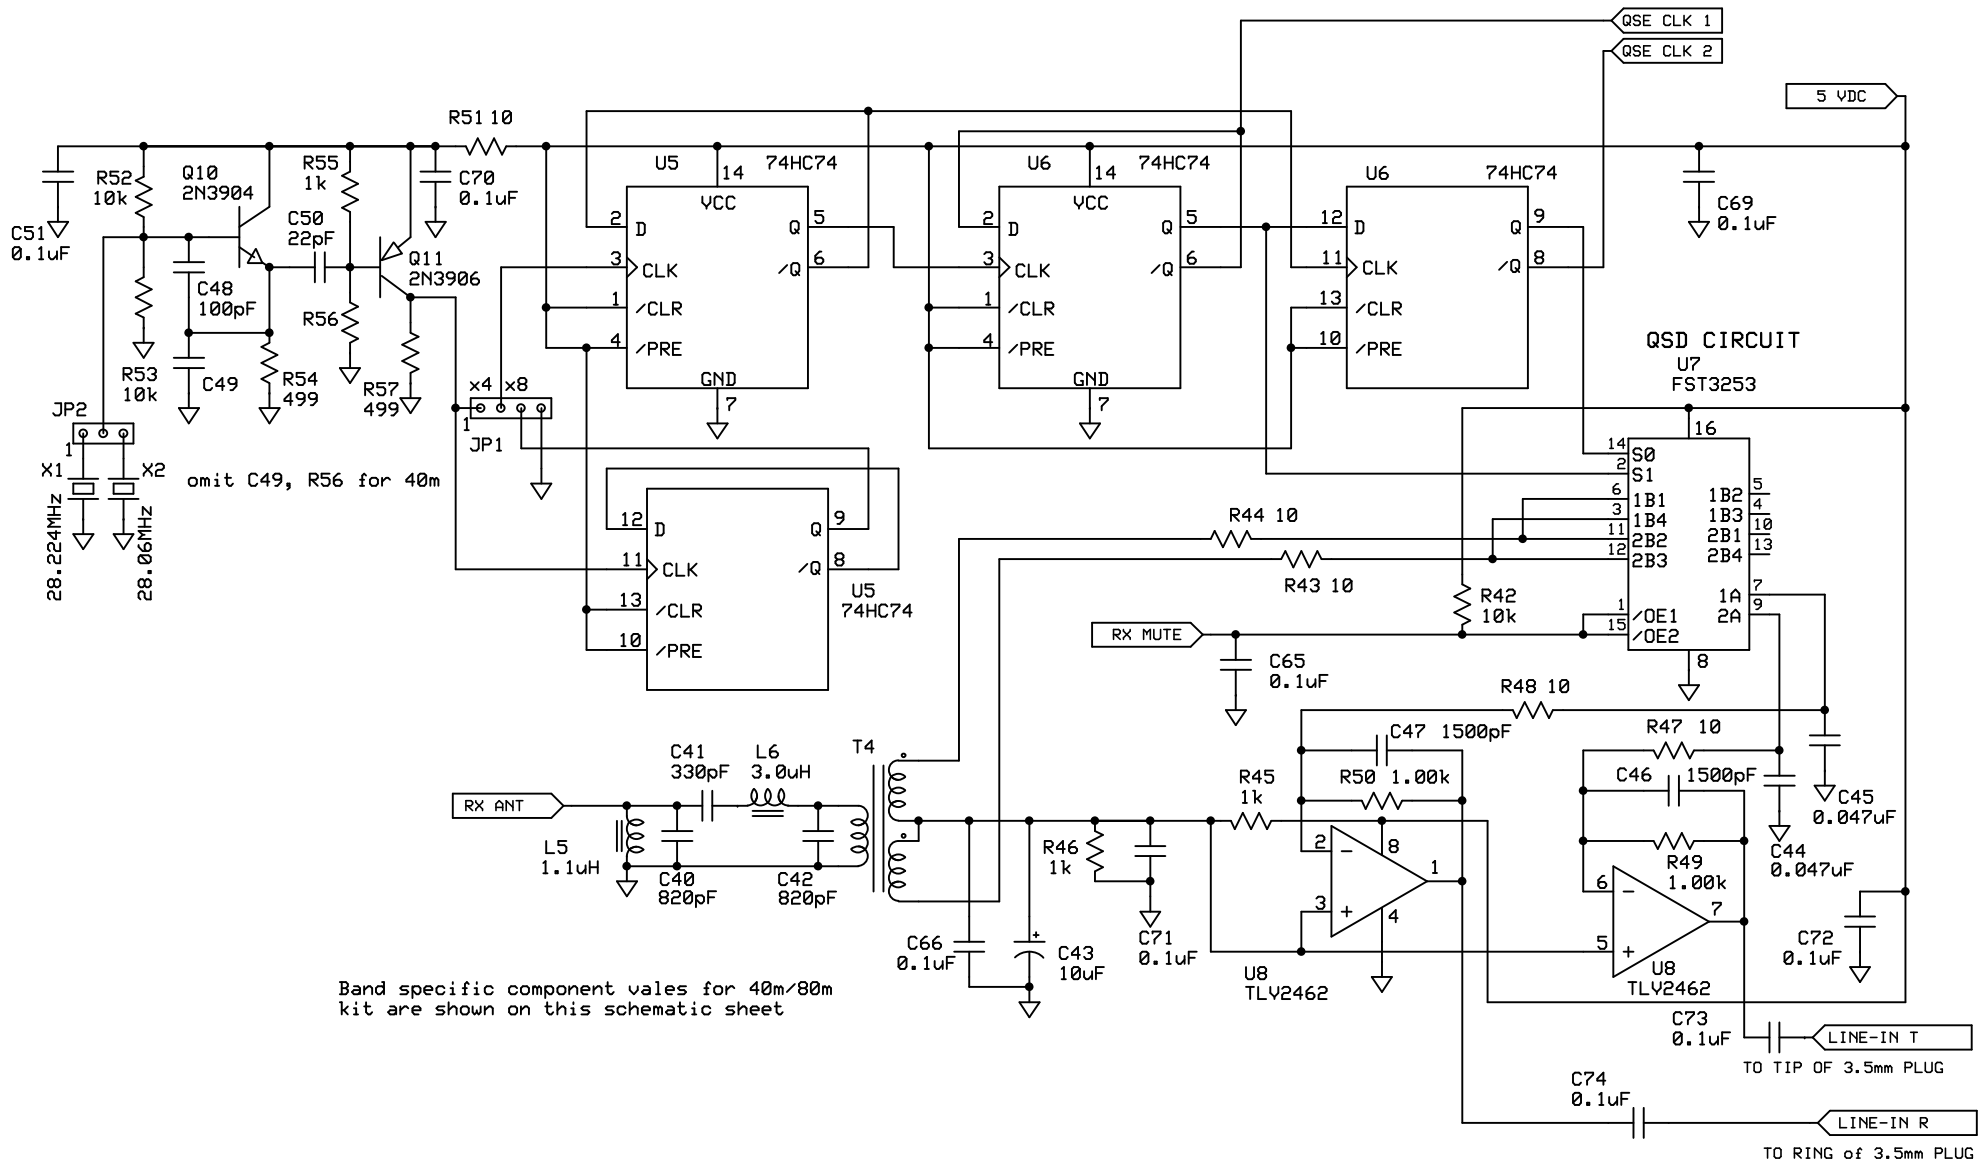 QSE CLK 1
QSE CLK 2
5 VDC
R51 10
U5 74HC74
U6 74HC74
U6 74HC74
R52
10k
Q10
2N3904
R55
1k
C70
0.1uF
14
VCC
14
VCC
C69
0.1uF
C51
0.1uF
C50
22pF
Q11
2N3906
2 D Q 5
3 CLK /Q 6
1 /CLR
4 /PRE
GND
7
2 D Q 5
3 CLK /Q 6
1 /CLR
4 /PRE
GND
7
12 D Q 9
11 CLK /Q 8
13 /CLR
10 /PRE
C48
100pF
R56
R53
10k
C49
R54
499
R57
499
x4 x8
1
JP1
JP2
1
X1
X2
28.224MHz
28.06MHz
omit C49, R56 for 40m
12 D Q 9
11 CLK /Q 8
13 /CLR
10 /PRE
U5
74HC74
QSD CIRCUIT
U7
FST3253
16
14 S0
2 S1
6 1B1
3 1B4
11 2B2
12 2B3
1 /OE1
15 /OE2
1B2 5
1B3 4
2B1 10
2B4 13
1A 7
2A 9
8
R44 10
R43 10
R42
10k
RX MUTE
C65
0.1uF
R48 10
R47 10
C47 1500pF
R50 1.00k
C46 1500pF
R49
1.00k
C45
0.047uF
C44
0.047uF
RX ANT
L5
1.1uH
C41
330pF
L6
3.0uH
T4
C40
820pF
C42
820pF
C66
0.1uF
+
C43
10uF
R46
1k
C71
0.1uF
R45
1k
2 -
3 +
8
1
4
U8
TLV2462
6 -
5 +
7
U8
TLV2462
C72
0.1uF
C73
0.1uF
LINE-IN T
TO TIP OF 3.5mm PLUG
C74
0.1uF
LINE-IN R
TO RING of 3.5mm PLUG
Band specific component vales for 40m/80m
kit are shown on this schematic sheet